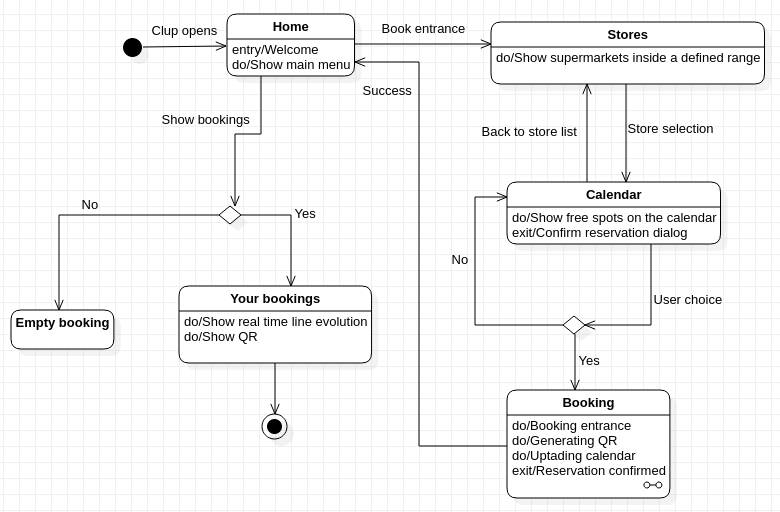 Clup opens
Home
entry/Welcome
do/Show main menu
Book entrance
Stores
do/Show supermarkets inside a defined range
Success
Show bookings
Back to store list
Store selection
No
Yes
Calendar
do/Show free spots on the calendar
exit/Confirm reservation dialog
No
User choice
Your bookings
do/Show real time line evolution
do/Show QR
Empty booking
Yes
Booking
do/Booking entrance
do/Generating QR
do/Uptading calendar
exit/Reservation confirmed